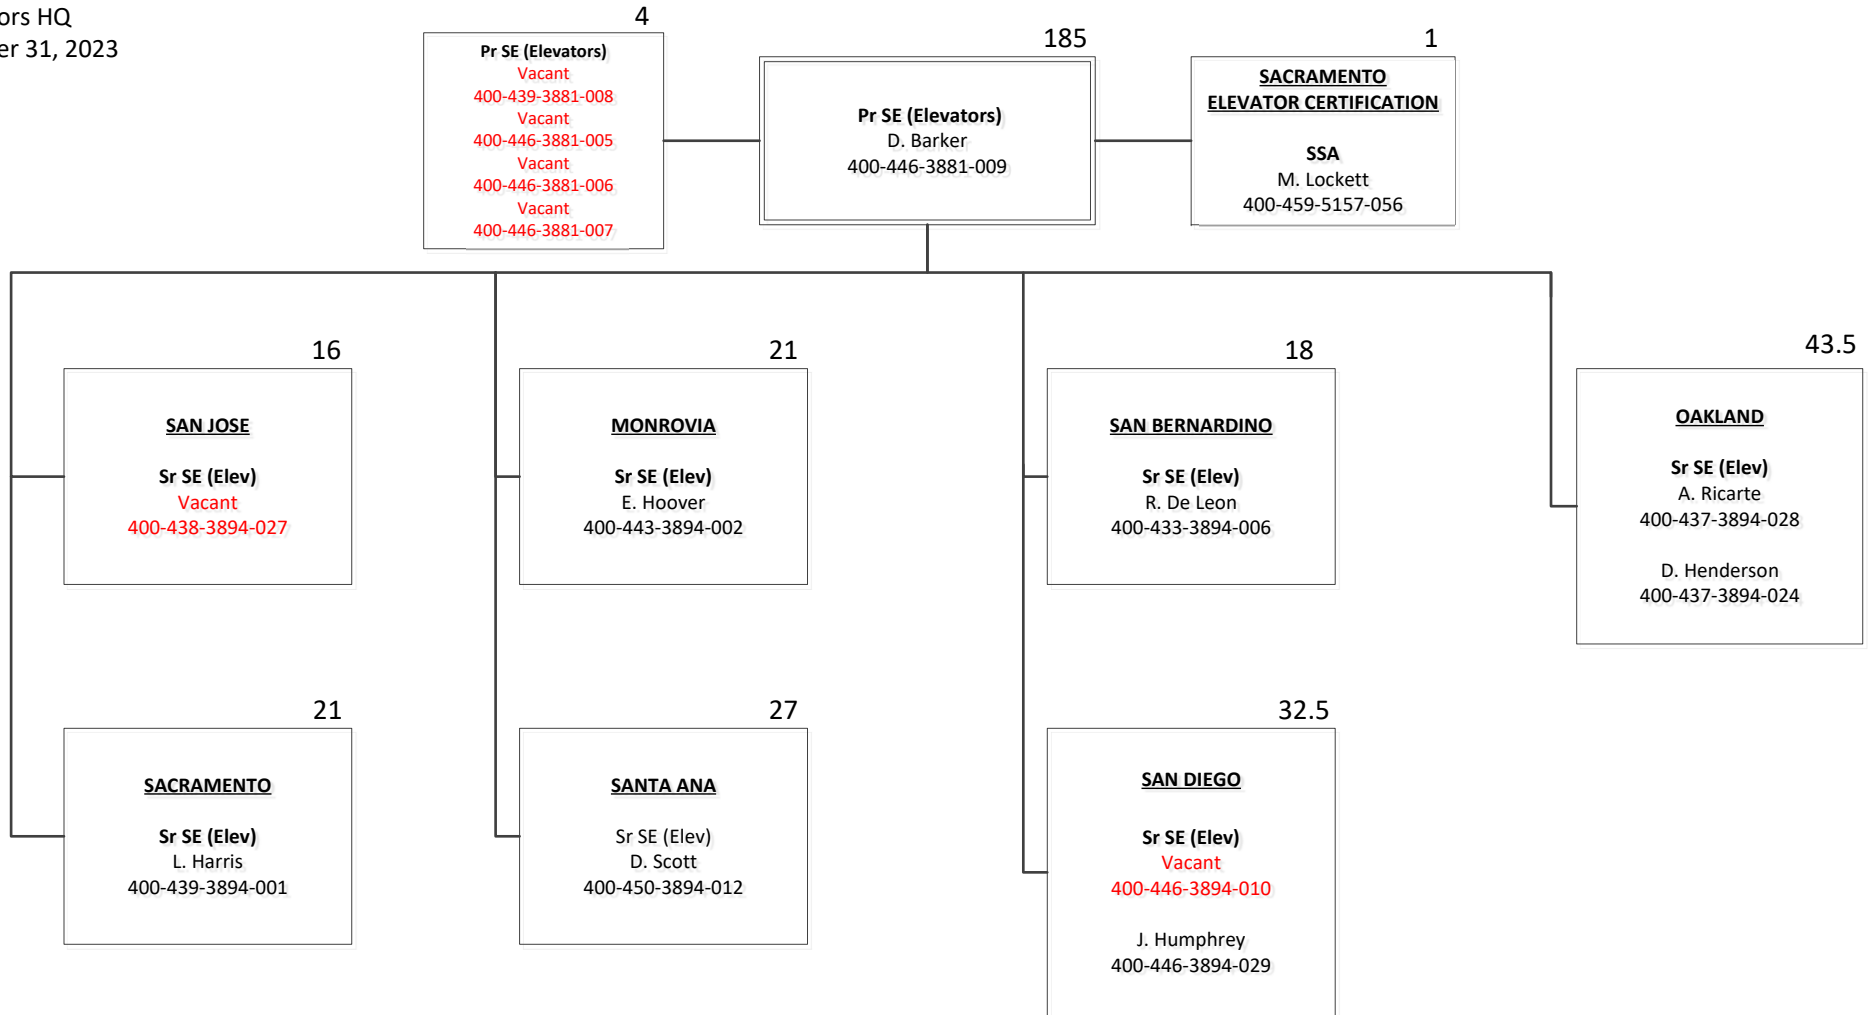 ors HQ
er 31, 2023
4
Pr SE (Elevators)
Vacant
400-439-3881-008
Vacant
400-446-3881-005
Vacant
400-446-3881-006
Vacant
400-446-3881-007
185
Pr SE (Elevators)
D. Barker
400-446-3881-009
1
SACRAMENTO
ELEVATOR CERTIFICATION
SSA
M. Lockett
400-459-5157-056
16
SAN JOSE
Sr SE (Elev)
Vacant
400-438-3894-027
21
MONROVIA
Sr SE (Elev)
E. Hoover
400-443-3894-002
18
SAN BERNARDINO
Sr SE (Elev)
R. De Leon
400-433-3894-006
43.5
OAKLAND
Sr SE (Elev)
A. Ricarte
400-437-3894-028
D. Henderson
400-437-3894-024
21
SACRAMENTO
Sr SE (Elev)
L. Harris
400-439-3894-001
27
SANTA ANA
Sr SE (Elev)
D. Scott
400-450-3894-012
32.5
SAN DIEGO
Sr SE (Elev)
Vacant
400-446-3894-010
J. Humphrey
400-446-3894-029